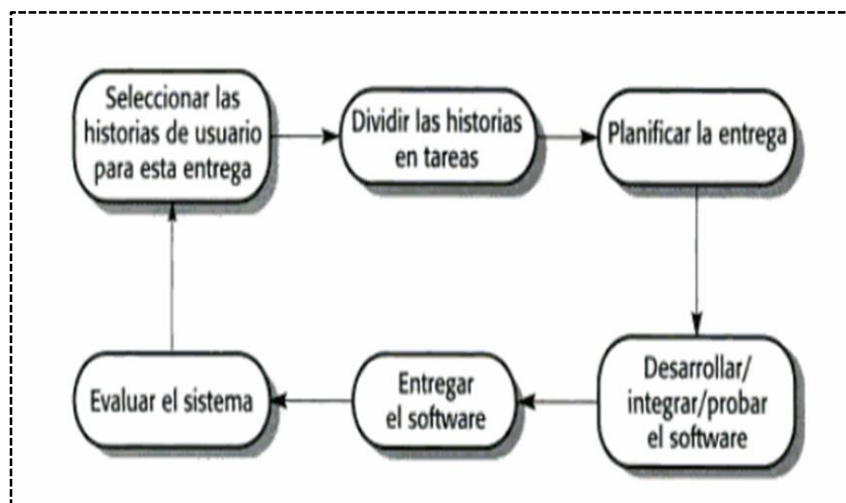 Seleccionar las
historias de usuario
para esta entrega
Dividir las historias
en tareas
Planificar la entrega
Desarrollar/
integrar/probar
el software
Entregar
el software
Evaluar el sistema